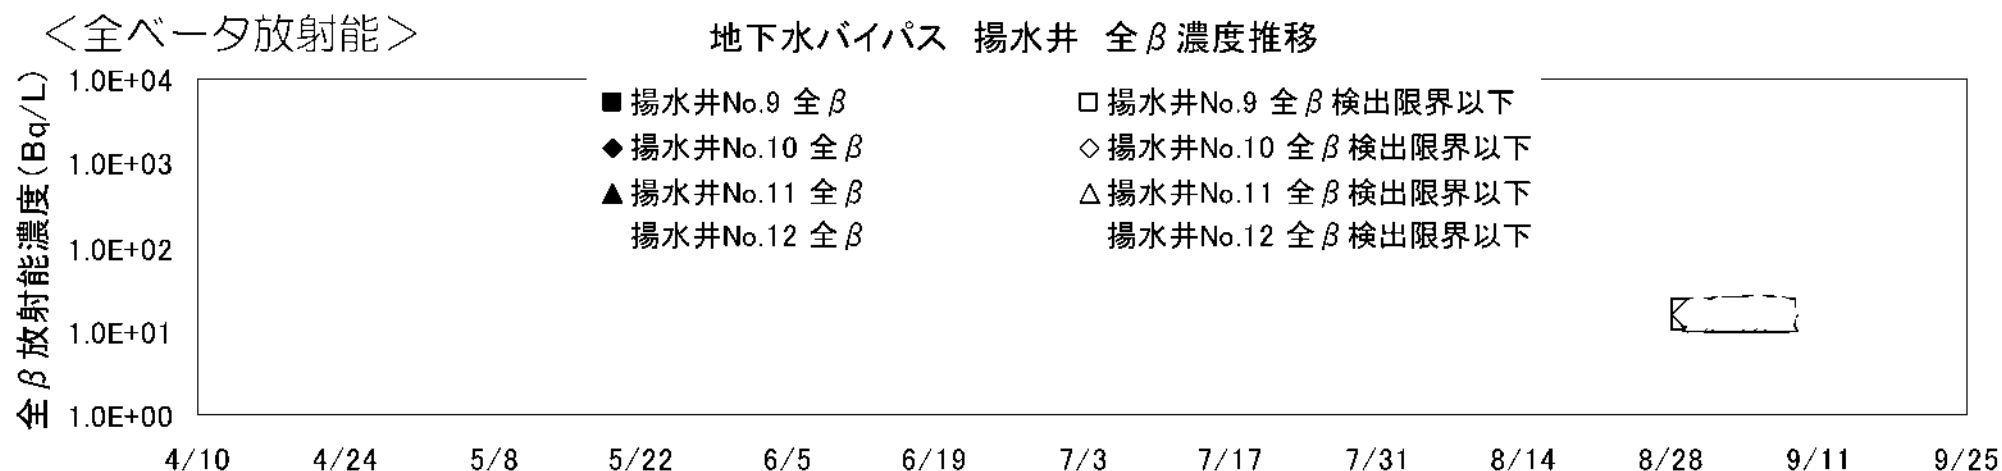 ＜全ベータ放射能＞
地下水バイパス　揚水井　全β濃度推移
全β放射能濃度(Bq/L)
1.0E+04
1.0E+03
1.0E+02
1.0E+01
1.0E+00
揚水井No.9 全β
揚水井No.9 全β検出限界以下
揚水井No.10 全β
揚水井No.10 全β検出限界以下
揚水井No.11 全β
揚水井No.11 全β検出限界以下
揚水井No.12 全β
揚水井No.12 全β検出限界以下
4/10 4/24 5/8 5/22 6/5 6/19 7/3 7/17 7/31 8/14 8/28 9/11 9/25